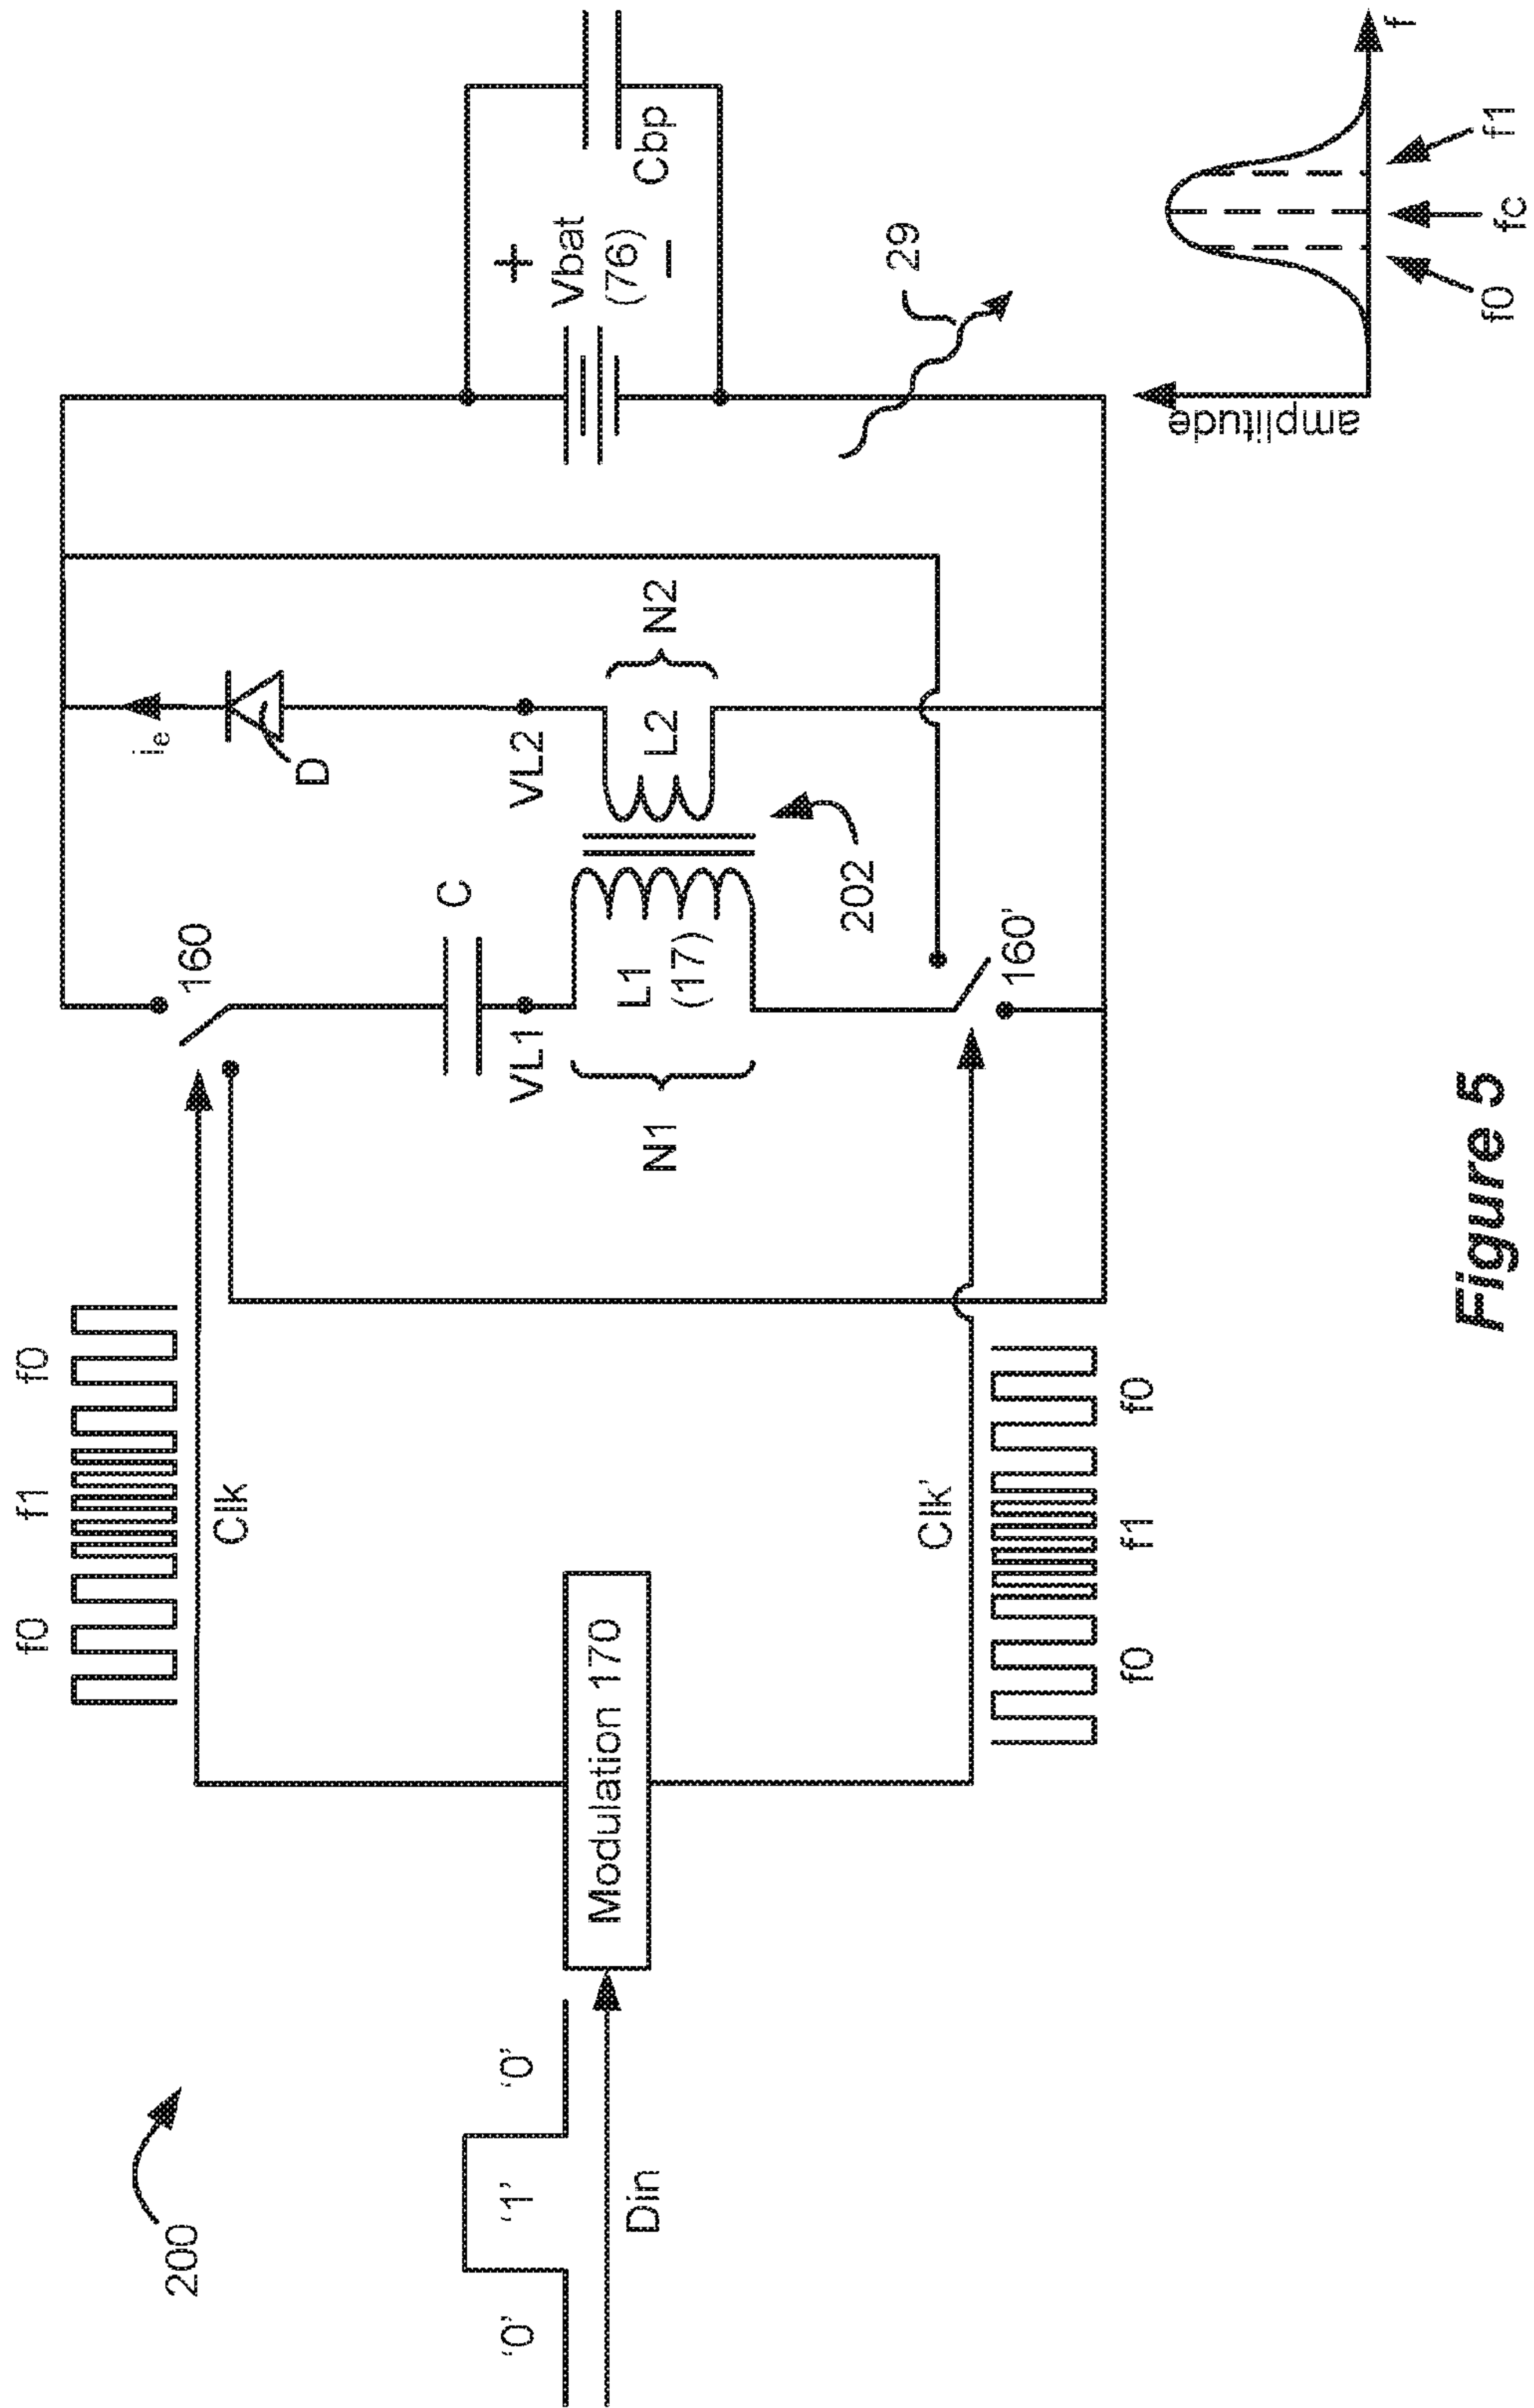 200
'0'
'1'
'0'
Din
Modulation 170
f0
f1
f0
Clk
Clk'
f0
f1
f0
160
C
VL1
N1
L1
(17)
160'
202
ie
D
VL2
L2
N2
+
Vbat
(76)
−
Cbp
29
amplitude
f0
fc
f1
f
Figure 5